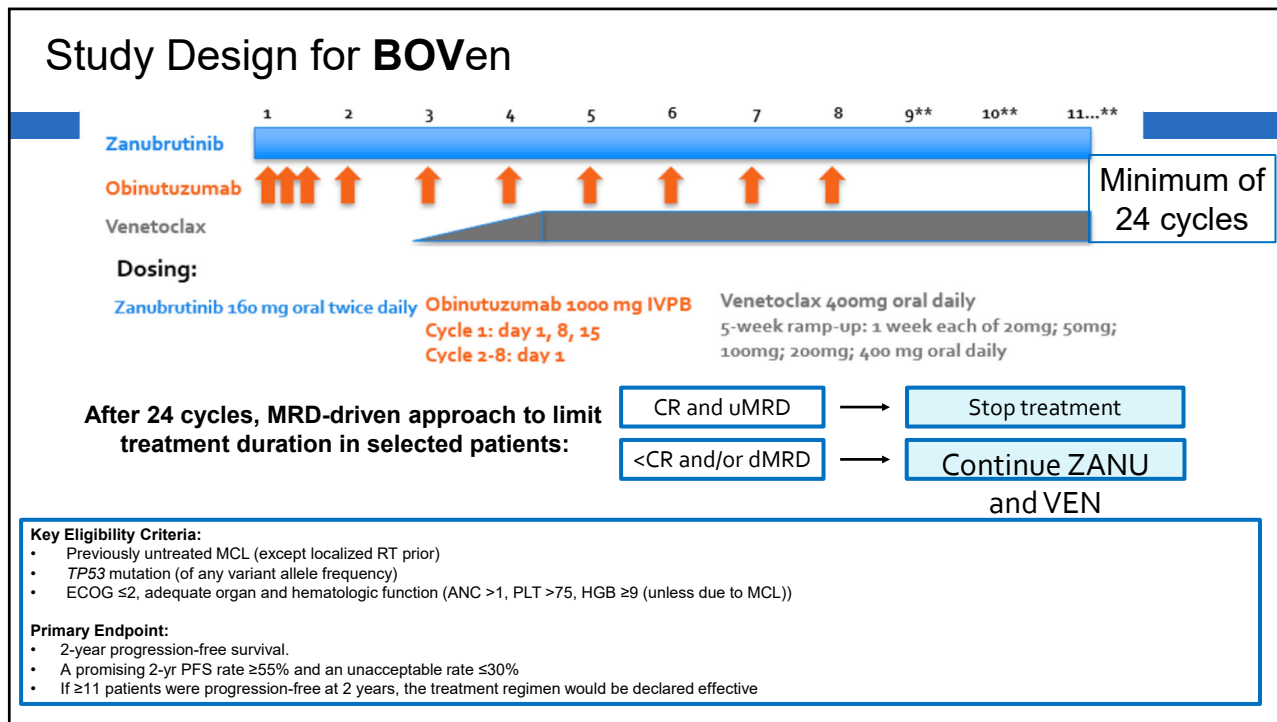 Study Design for BOVen
1 2 3 4 5 6 7 8 9** 10** 11...**
Zanubrutinib
Obinutuzumab
Venetoclax
Minimum of
24 cycles
Dosing:
Zanubrutinib 160 mg oral twice daily
Obinutuzumab 1000 mg IVPB
Cycle 1: day 1, 8, 15
Cycle 2-8: day 1
Venetoclax 400mg oral daily
5-week ramp-up: 1 week each of 20mg; 50mg;
100mg; 200mg; 400 mg oral daily
After 24 cycles, MRD-driven approach to limit
treatment duration in selected patients:
CR and uMRD
Stop treatment
<CR and/or dMRD
Continue ZANU
and VEN
Key Eligibility Criteria:
• Previously untreated MCL (except localized RT prior)
• TP53 mutation (of any variant allele frequency)
• ECOG ≤2, adequate organ and hematologic function (ANC >1, PLT >75, HGB ≥9 (unless due to MCL))
Primary Endpoint:
• 2-year progression-free survival.
• A promising 2-yr PFS rate ≥55% and an unacceptable rate ≤30%
• If ≥11 patients were progression-free at 2 years, the treatment regimen would be declared effective